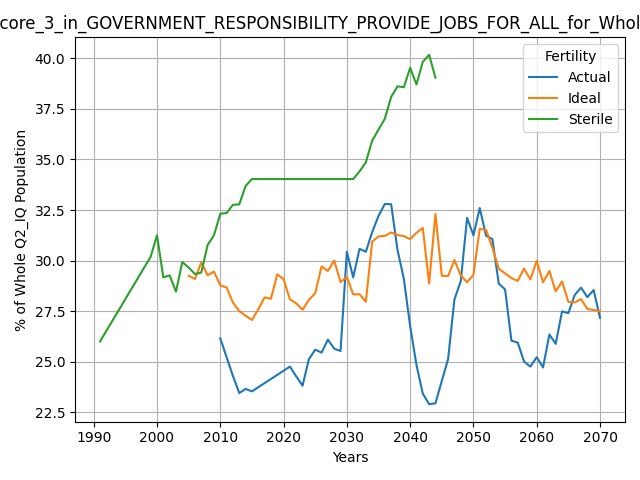 core_3_in_GOVERNMENT_RESPONSIBILITY_PROVIDE_JOBS_FOR_ALL_for_Whol
Fertility
Actual
Ideal
Sterile
% of Whole Q2_IQ Population
40.0
37.5
35.0
32.5
30.0
27.5
25.0
22.5
1990 2000 2010 2020 2030 2040 2050 2060 2070
Years